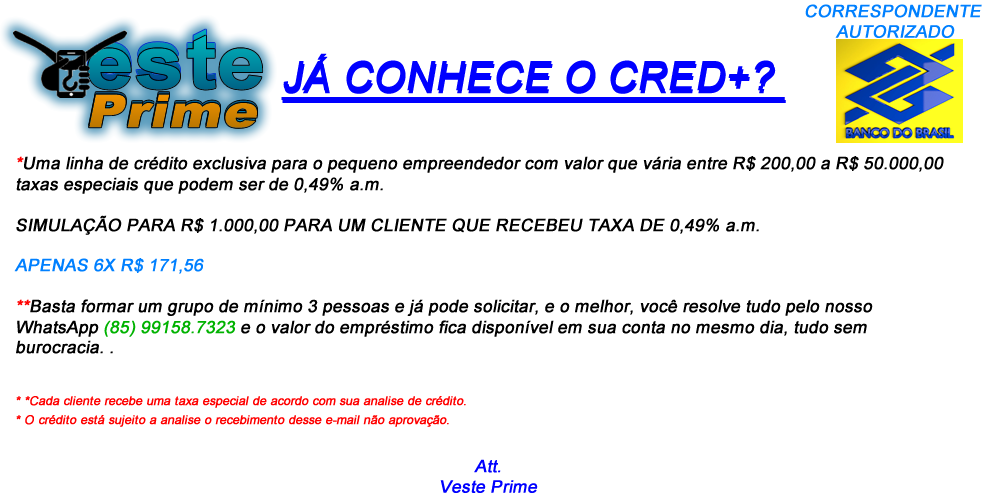 CORRESPONDENTE
AUTORIZADO
Veste
Prime
JÁ CONHECE O CRED+?
BANCO DO BRASIL
*Uma linha de crédito exclusiva para o pequeno empreendedor com valor que vária entre R$ 200,00 a R$ 50.000,00
taxas especiais que podem ser de 0,49% a.m.
SIMULAÇÃO PARA R$ 1.000,00 PARA UM CLIENTE QUE RECEBEU TAXA DE 0,49% a.m.
APENAS 6X R$ 171,56
**Basta formar um grupo de mínimo 3 pessoas e já pode solicitar, e o melhor, você resolve tudo pelo nosso
WhatsApp (85) 99158.7323 e o valor do empréstimo fica disponível em sua conta no mesmo dia, tudo sem
burocracia. .
* *Cada cliente recebe uma taxa especial de acordo com sua analise de crédito.
* O crédito está sujeito a analise o recebimento desse e-mail não aprovação.
Att.
Veste Prime